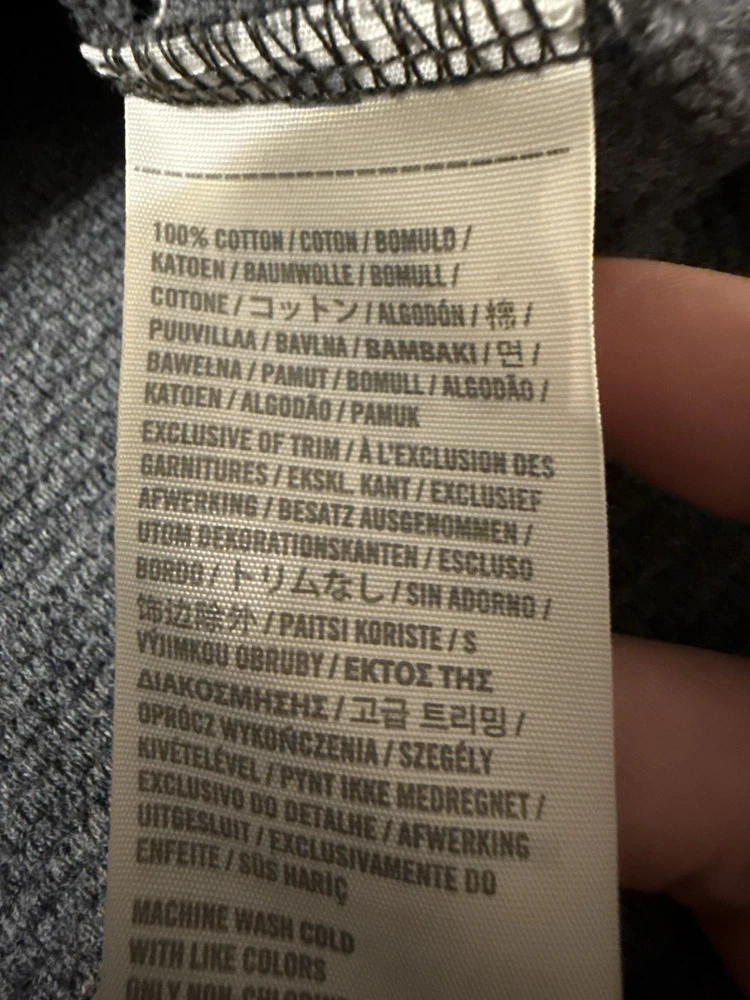 100% COTTON / COTON / BOMULD /
KATOEN / BAUMWOLLE / BOMULL /
COTONE / コットン / ALGODÓN / 棉 /
PUUVILLAA / BAVLNA / BAMBAKI / 면 /
BAWEŁNA / PAMUT / BOMULL / ALGODÃO /
KATOEN / ALGODÃO / PAMUK
EXCLUSIVE OF TRIM / À L'EXCLUSION DES
GARNITURES / EKSKL. KANT / EXCLUSIEF
AFWERKING / BESATZ AUSGENOMMEN /
UTOM DEKORATIONSKANTEN / ESCLUSO
BORDO / トリムなし / SIN ADORNO /
饰边除外 / PAITSI KORISTE / S
VÝJIMKOU OBRUBY / ΕΚΤΟΣ ΤΗΣ
ΔΙΑΚΟΣΜΗΣΗΣ / 고급 트리밍 /
OPRÓCZ WYKOŃCZENIA / SZEGÉLY
KIVÉTELÉVEL / PYNT IKKE MEDREGNET /
EXCLUSIVO DO DETALHE / AFWERKING
UITGESLUIT / EXCLUSIVAMENTE DO
ENFEITE / SÜS HARIÇ
MACHINE WASH COLD
WITH LIKE COLORS
ONLY NON-CHLORINE